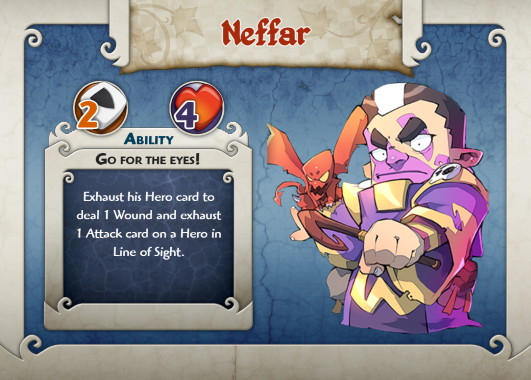 Neffar
2 4
Ability
Go for the eyes!
Exhaust his Hero card to
deal 1 Wound and exhaust
1 Attack card on a Hero in
Line of Sight.